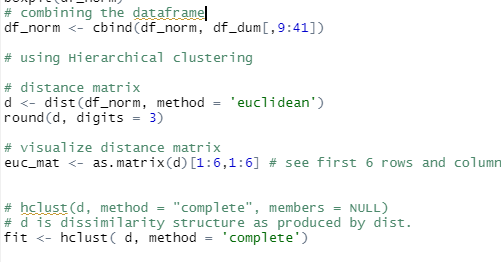 # combining the dataframe
df_norm <- cbind(df_norm, df_dum[,9:41])
# using Hierarchical clustering
# distance matrix
d <- dist(df_norm, method = 'euclidean')
round(d, digits = 3)
# visualize distance matrix
euc_mat <- as.matrix(d)[1:6,1:6] # see first 6 rows and column
# hclust(d, method = "complete", members = NULL)
# d is dissimilarity structure as produced by dist.
fit <- hclust( d, method = 'complete')